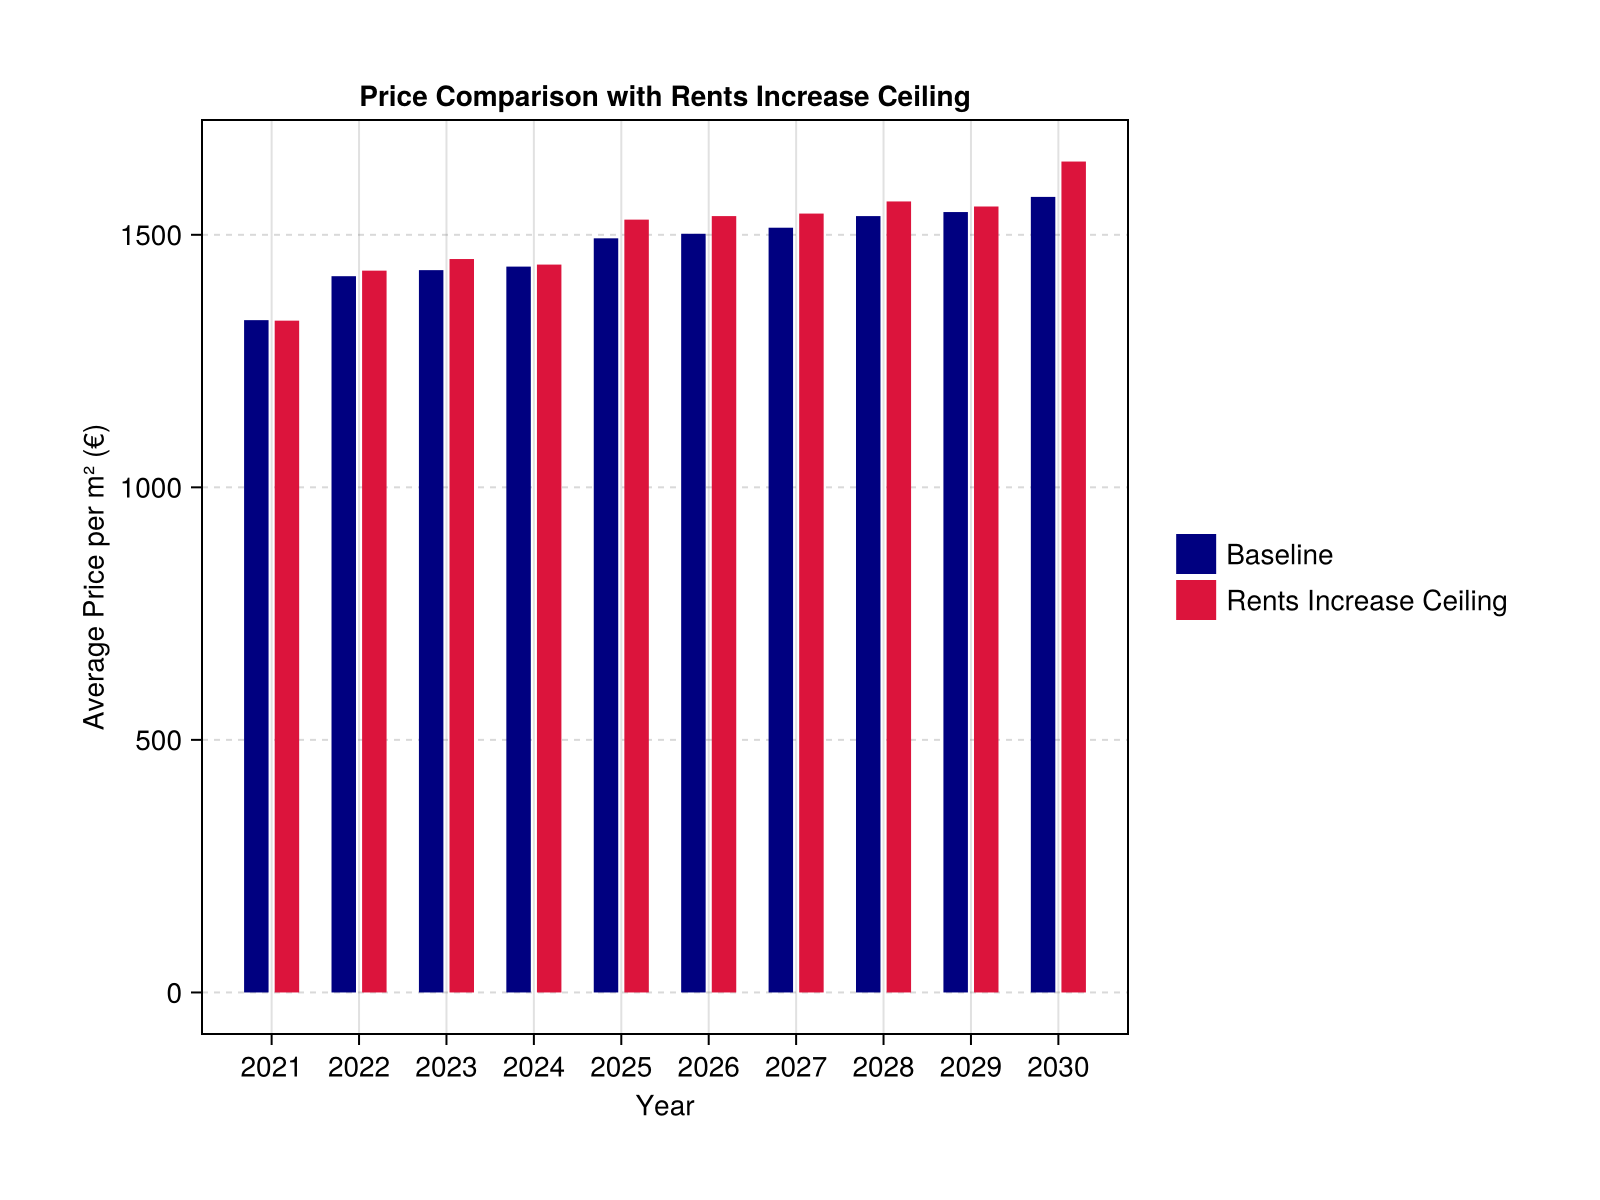 Price Comparison with Rents Increase Ceiling
Average Price per m² (€)
1500
1000
500
0
2021 2022 2023 2024 2025 2026 2027 2028 2029 2030
Year
Baseline
Rents Increase Ceiling